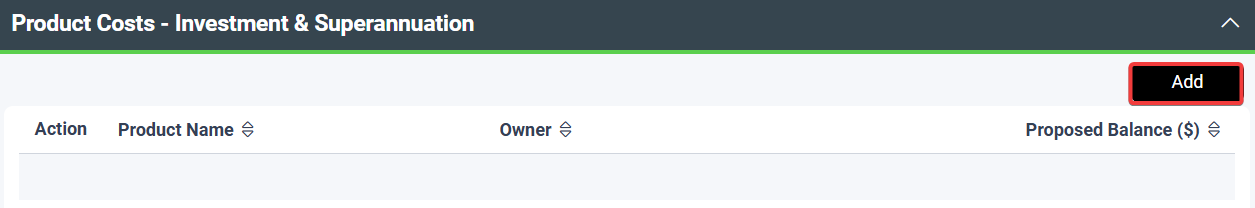 Product Costs - Investment & Superannuation
Add
Action Product Name Owner Proposed Balance ($)